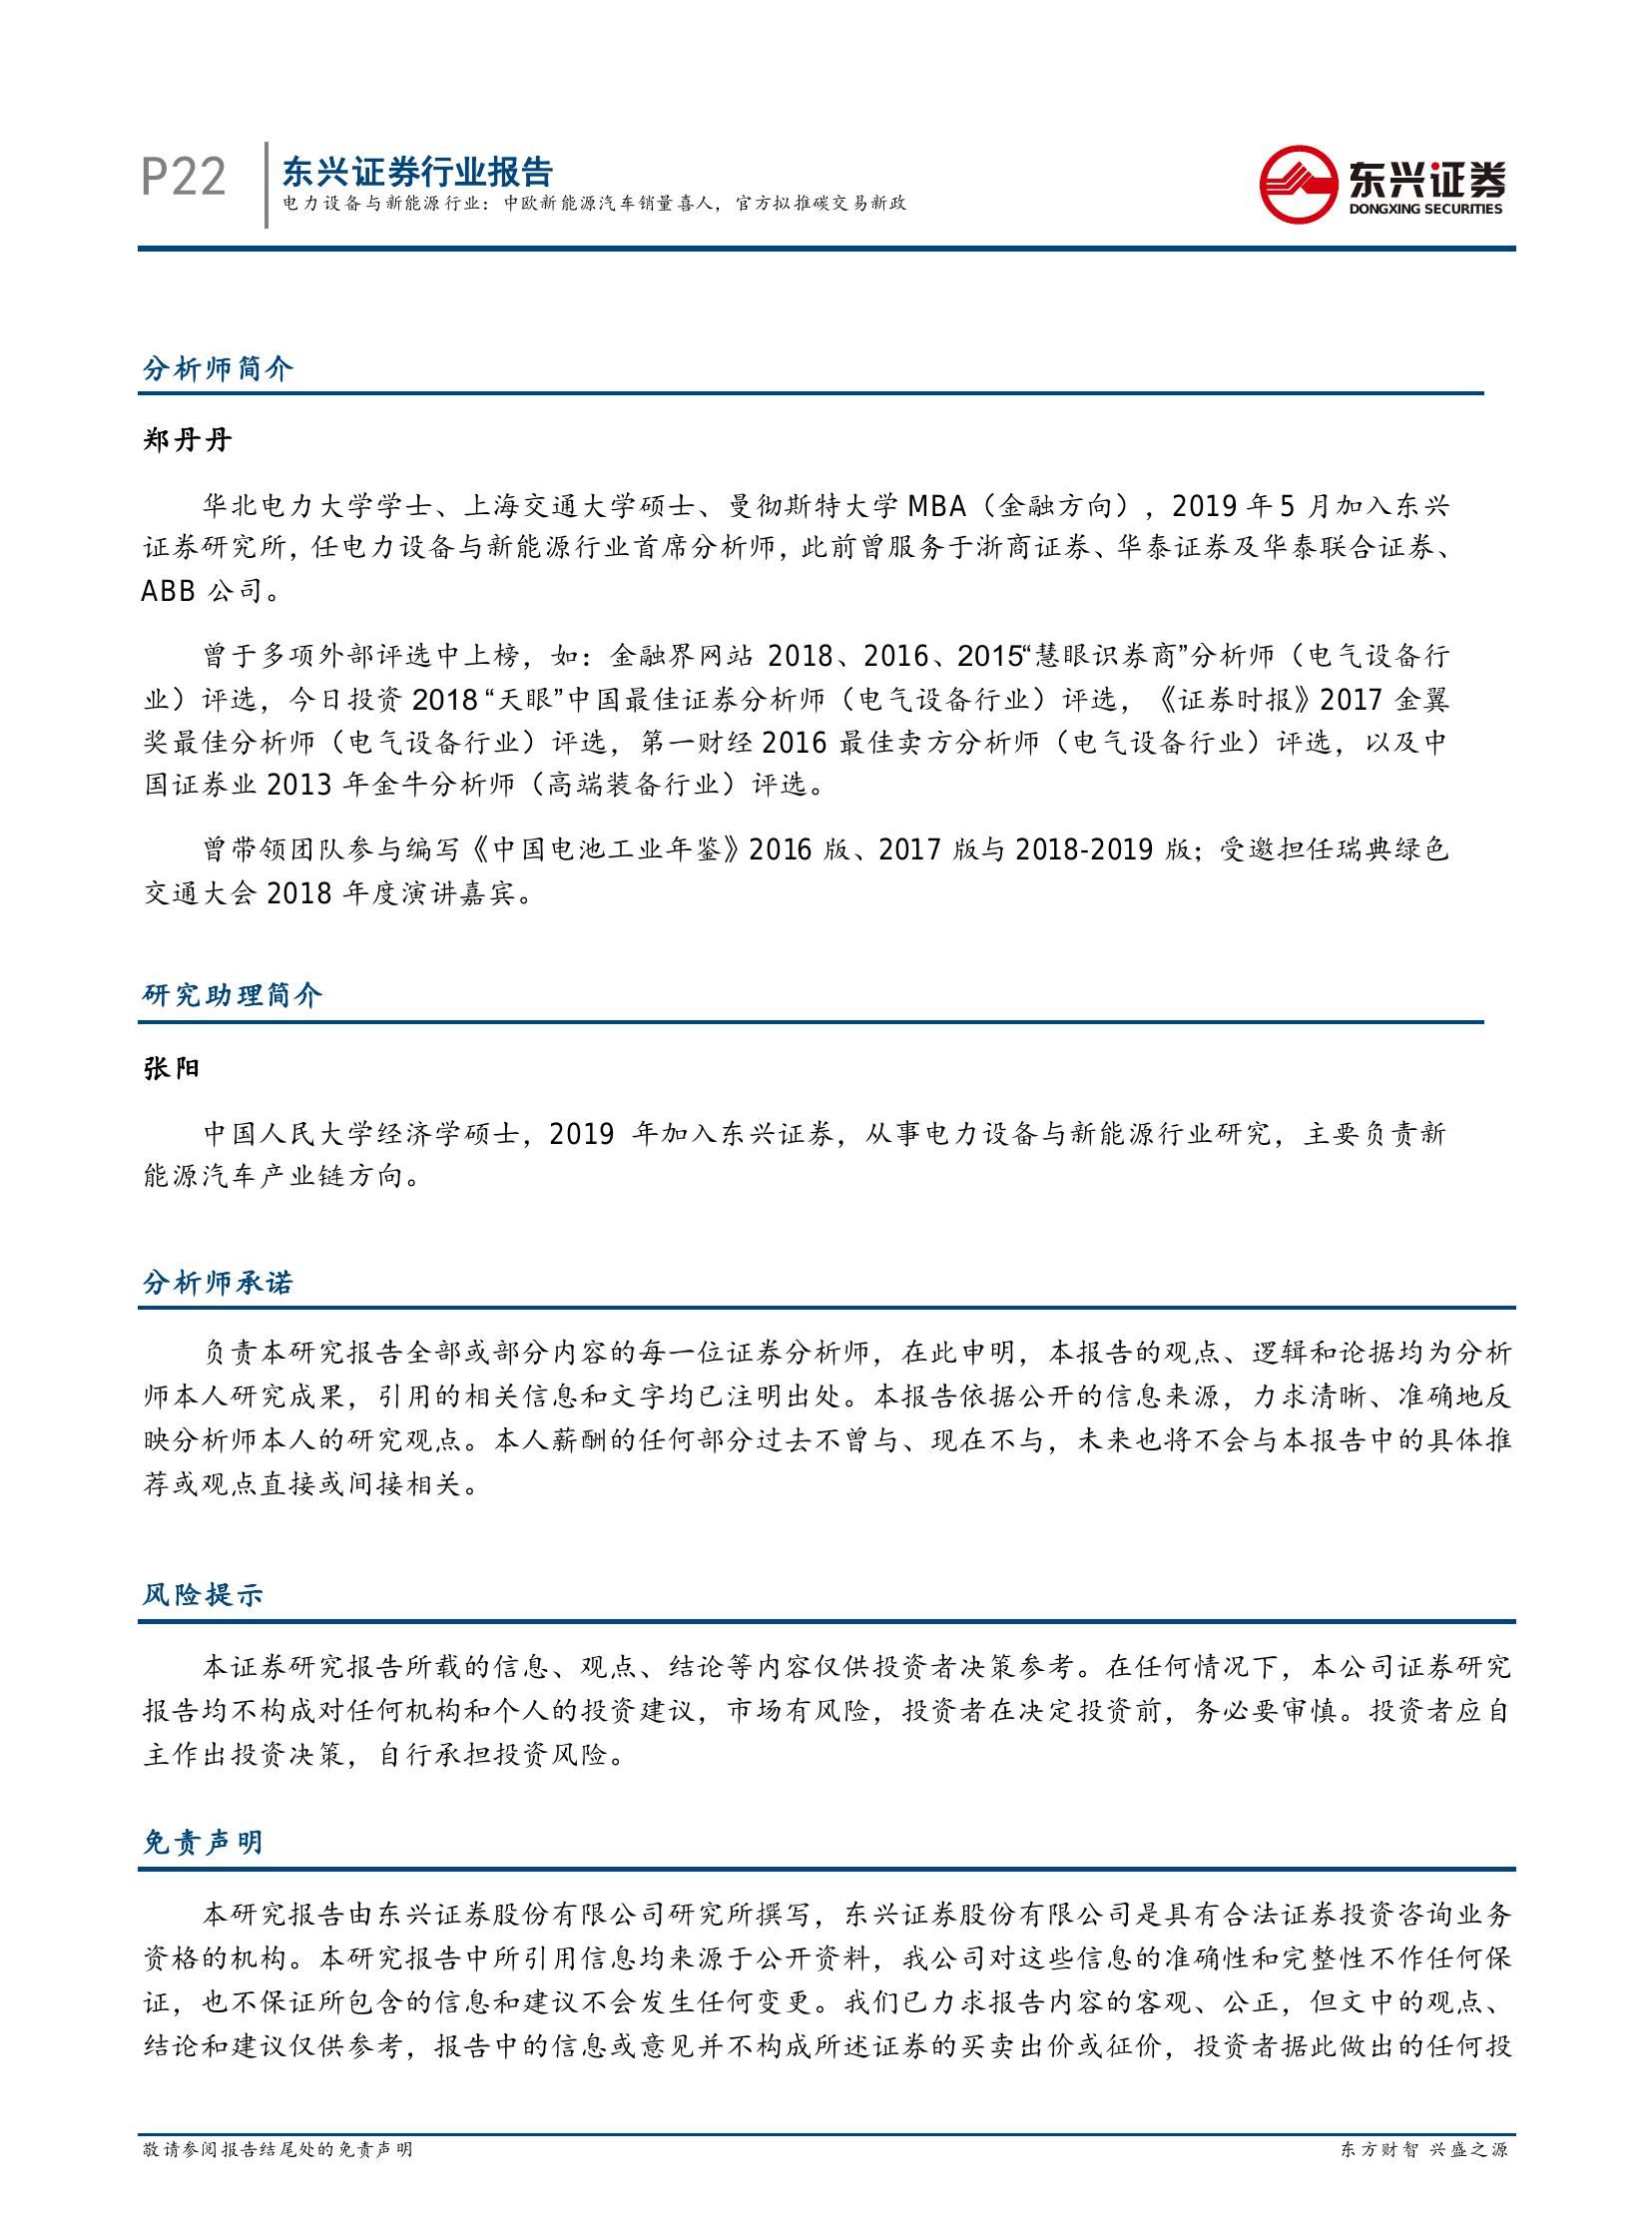 P22
东兴证券行业报告
电力设备与新能源行业：中欧新能源汽车销量喜人，官方拟推碳交易新政
东兴证券
DONGXING SECURITIES
分析师简介
郑丹丹
华北电力大学学士、上海交通大学硕士、曼彻斯特大学 MBA（金融方向），2019 年 5 月加入东兴
证券研究所，任电力设备与新能源行业首席分析师，此前曾服务于浙商证券、华泰证券及华泰联合证券、
ABB 公司。
曾于多项外部评选中上榜，如：金融界网站 2018、2016、2015“慧眼识券商”分析师（电气设备行
业）评选，今日投资 2018 “天眼”中国最佳证券分析师（电气设备行业）评选，《证券时报》2017 金翼
奖最佳分析师（电气设备行业）评选，第一财经 2016 最佳卖方分析师（电气设备行业）评选，以及中
国证券业 2013 年金牛分析师（高端装备行业）评选。
曾带领团队参与编写《中国电池工业年鉴》2016 版、2017 版与 2018-2019 版；受邀担任瑞典绿色
交通大会 2018 年度演讲嘉宾。
研究助理简介
张阳
中国人民大学经济学硕士，2019 年加入东兴证券，从事电力设备与新能源行业研究，主要负责新
能源汽车产业链方向。
分析师承诺
负责本研究报告全部或部分内容的每一位证券分析师，在此申明，本报告的观点、逻辑和论据均为分析
师本人研究成果，引用的相关信息和文字均已注明出处。本报告依据公开的信息来源，力求清晰、准确地反
映分析师本人的研究观点。本人薪酬的任何部分过去不曾与、现在不与，未来也将不会与本报告中的具体推
荐或观点直接或间接相关。
风险提示
本证券研究报告所载的信息、观点、结论等内容仅供投资者决策参考。在任何情况下，本公司证券研究
报告均不构成对任何机构和个人的投资建议，市场有风险，投资者在决定投资前，务必要审慎。投资者应自
主作出投资决策，自行承担投资风险。
免责声明
本研究报告由东兴证券股份有限公司研究所撰写，东兴证券股份有限公司是具有合法证券投资咨询业务
资格的机构。本研究报告中所引用信息均来源于公开资料，我公司对这些信息的准确性和完整性不作任何保
证，也不保证所包含的信息和建议不会发生任何变更。我们已力求报告内容的客观、公正，但文中的观点、
结论和建议仅供参考，报告中的信息或意见并不构成所述证券的买卖出价或征价，投资者据此做出的任何投
敬请参阅报告结尾处的免责声明
东方财智 兴盛之源